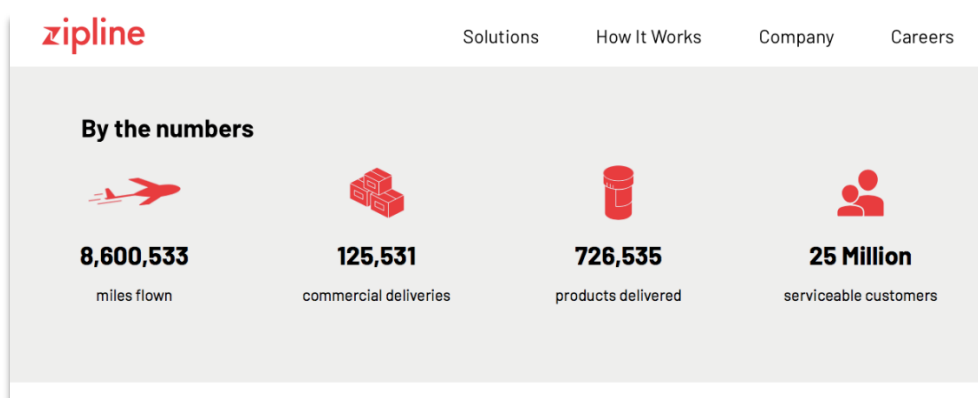 zipline Solutions How It Works Company Careers
By the numbers
8,600,533 125,531 726,535 25 Million
miles flown commercial deliveries products delivered serviceable customers